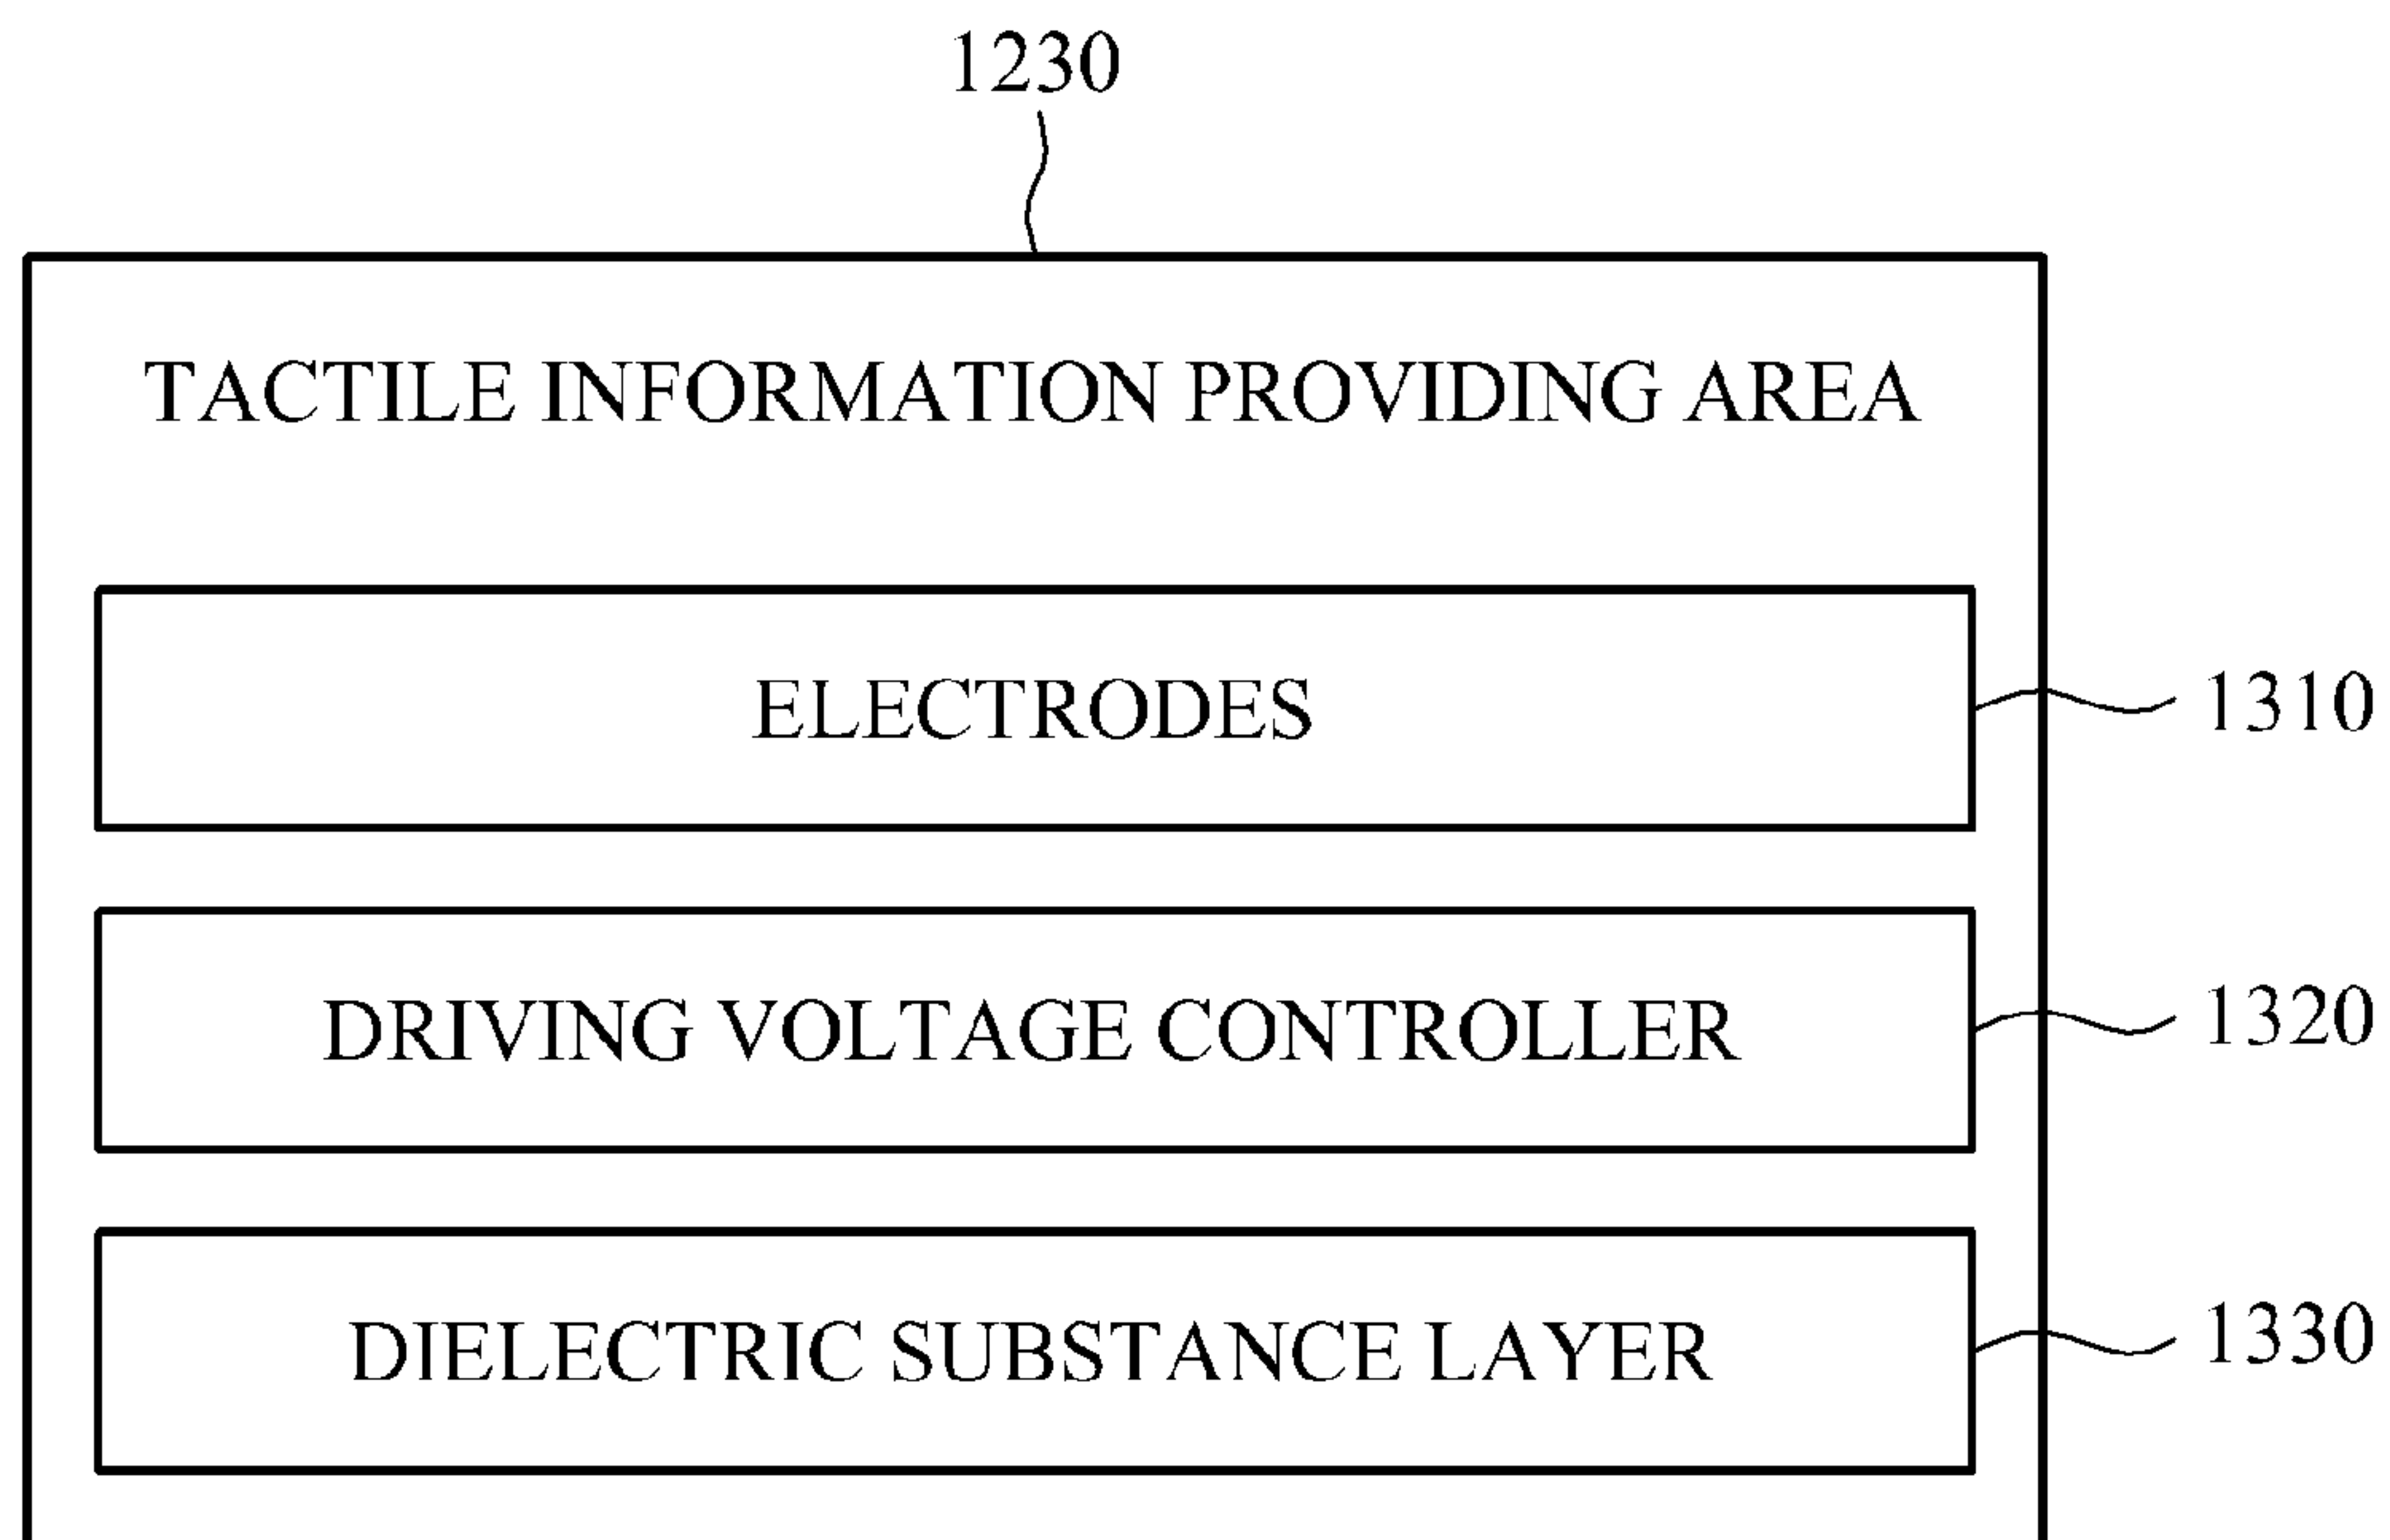 1230
TACTILE INFORMATION PROVIDING AREA
ELECTRODES
1310
DRIVING VOLTAGE CONTROLLER
1320
DIELECTRIC SUBSTANCE LAYER
1330